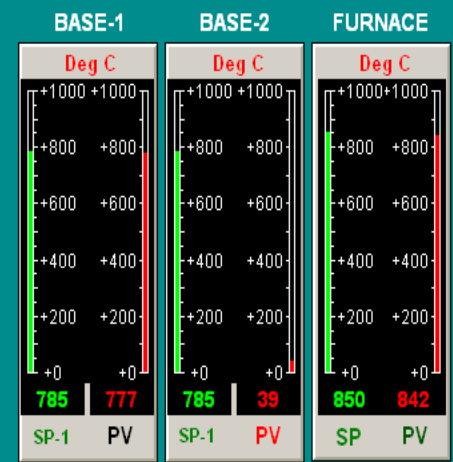 BASE-1 BASE-2 FURNACE
Deg C Deg C Deg C
+1000 +1000 +1000 +1000 +1000 +1000
+800 +800 +800 +800 +800 +800
+600 +600 +600 +600 +600 +600
+400 +400 +400 +400 +400 +400
+200 +200 +200 +200 +200 +200
+0 +0 +0 +0 +0 +0
785 777 785 39 850 842
SP-1 PV SP-1 PV SP PV